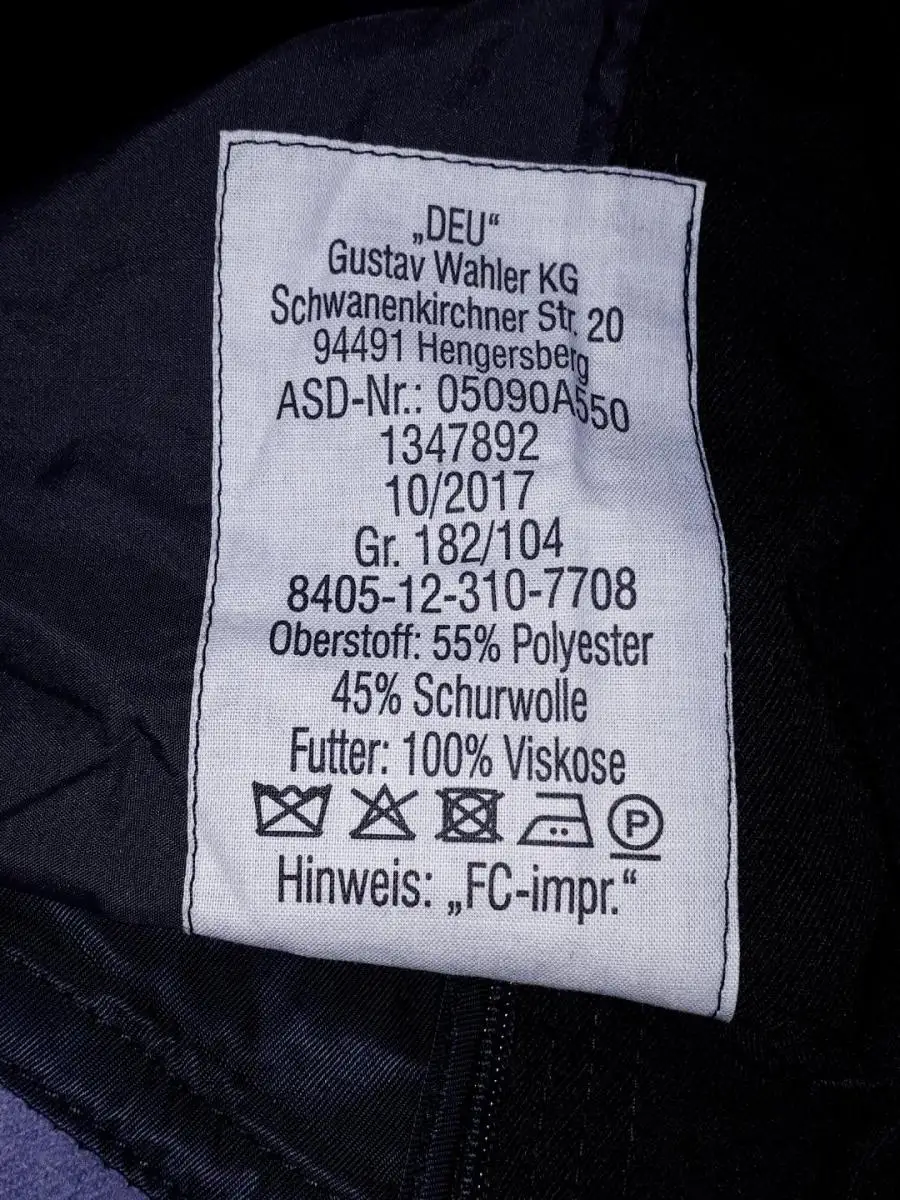 „DEU“
Gustav Wahler KG
Schwanenkirchner Str. 20
94491 Hengersberg
ASD-Nr.: 05090A550
1347892
10/2017
Gr. 182/104
8405-12-310-7708
Oberstoff: 55% Polyester
45% Schurwolle
Futter: 100% Viskose
P
Hinweis: „FC-impr.“